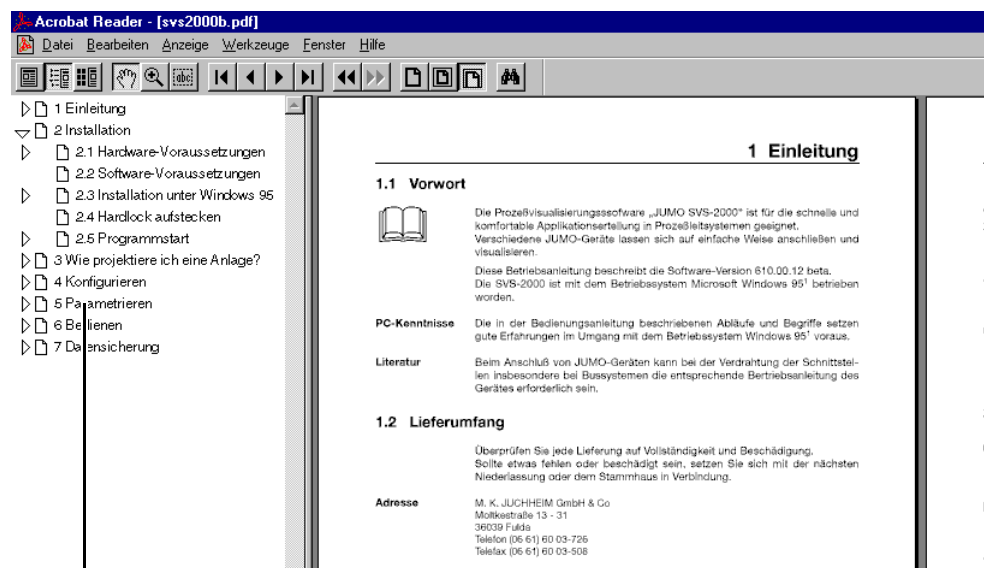 Acrobat Reader - [svs2000b.pdf]
Datei Bearbeiten Anzeige Werkzeuge Fenster Hilfe
abc
1 Einleitung
2 Installation
2.1 Hardware-Voraussetzungen
2.2 Software-Voraussetzungen
2.3 Installation unter Windows 95
2.4 Hardlock aufstecken
2.5 Programmstart
3 Wie projektiere ich eine Anlage?
4 Konfigurieren
5 Parametrieren
6 Bedienen
7 Datensicherung
1 Einleitung
1.1 Vorwort
Die Prozeßvisualisierungsssofware „JUMO SVS-2000" ist für die schnelle und
komfortable Applikationsertellung in Prozeßleitsystemen geeignet.
Verschiedene JUMO-Geräte lassen sich auf einfache Weise anschließen und
visualisieren.
Diese Betriebsanleitung beschreibt die Software-Version 610.00.12 beta.
Die SVS-2000 ist mit dem Betriebssystem Microsoft Windows 95¹ betrieben
worden.
PC-Kenntnisse Die in der Bedienungsanleitung beschriebenen Abläufe und Begriffe setzen
gute Erfahrungen im Umgang mit dem Betriebssystem Windows 95¹ voraus.
Literatur Beim Anschluß von JUMO-Geräten kann bei der Verdrahtung der Schnittstel-
len insbesondere bei Bussystemen die entsprechende Bertriebsanleitung des
Gerätes erforderlich sein.
1.2 Lieferumfang
Überprüfen Sie jede Lieferung auf Vollständigkeit und Beschädigung.
Sollte etwas fehlen oder beschädigt sein, setzen Sie sich mit der nächsten
Niederlassung oder dem Stammhaus in Verbindung.
Adresse M. K. JUCHHEIM GmbH & Co
Moltkestraße 13 - 31
36039 Fulda
Telefon (06 61) 60 03-726
Telefax (06 61) 60 03-508